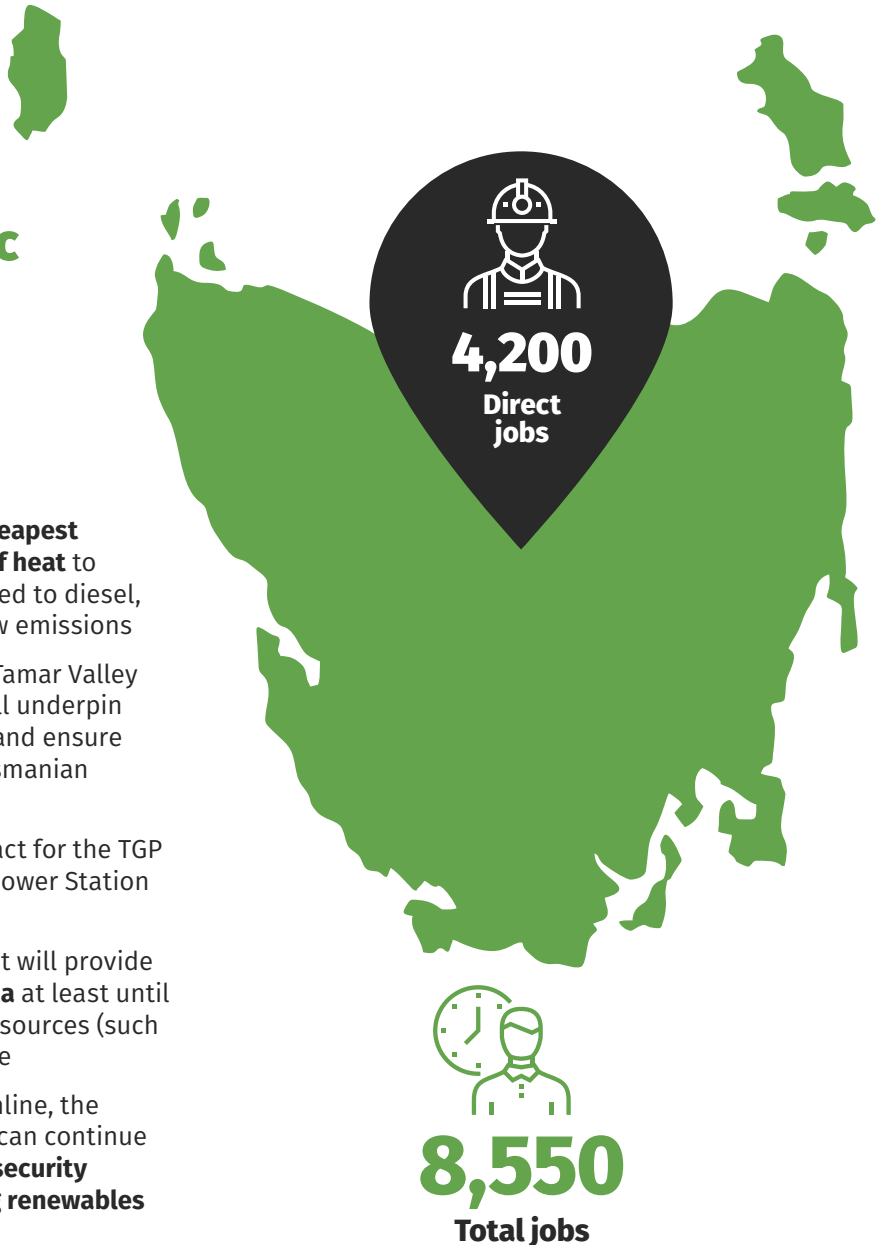 c
eapest
f heat to
ed to diesel,
w emissions
Tamar Valley
ll underpin
and ensure
smanian
act for the TGP
ower Station
t will provide
a at least until
sources (such
e
nline, the
can continue
security
g renewables
4,200
Direct
jobs
8,550
Total jobs